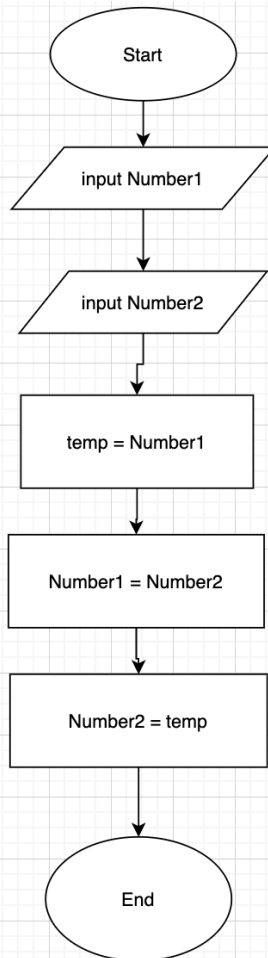 Start
input Number1
input Number2
temp = Number1
Number1 = Number2
Number2 = temp
End